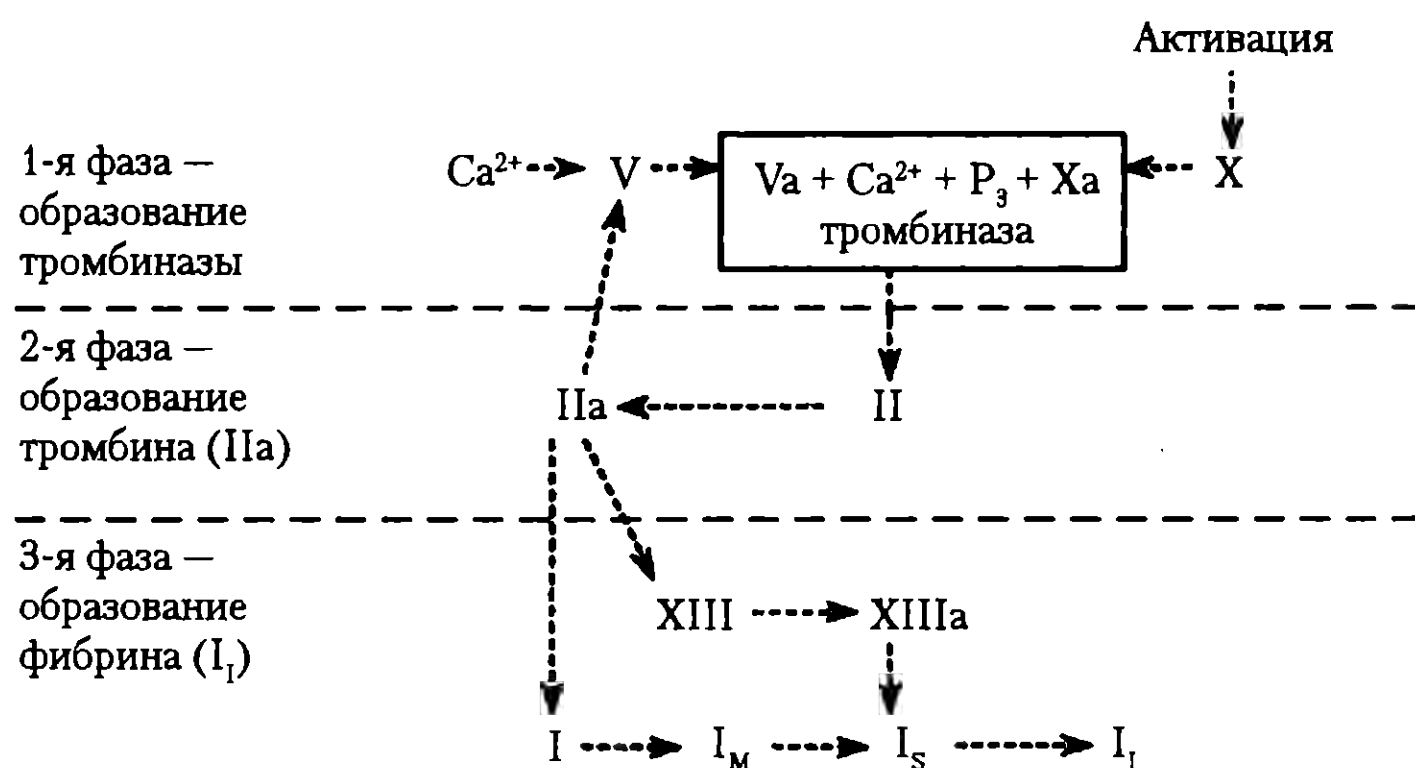 Активация
1-я фаза —
образование
тромбиназы
Ca²⁺ V Va + Ca²⁺ + P₃ + Xa X
тромбиназа
2-я фаза —
образование
тромбина (IIa)
IIa II
3-я фаза —
образование
фибрина (I_I)
XIII XIIIa
I I_M I_S I_I